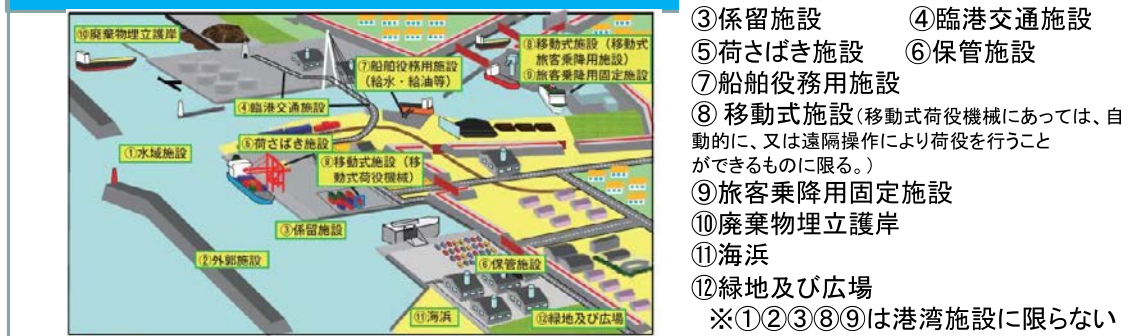 ⑩廃棄物埋立護岸
⑧移動式施設(移動式
旅客乗降用施設)
⑨旅客乗降用固定施設
⑦船舶役務用施設
(給水・給油等)
④臨港交通施設
⑤荷さばき施設
①水域施設
⑧移動式施設(移
動式荷役機械)
③係留施設
②外郭施設
⑥保管施設
⑪海浜
⑫緑地及び広場
③係留施設 ④臨港交通施設
⑤荷さばき施設 ⑥保管施設
⑦船舶役務用施設
⑧ 移動式施設(移動式荷役機械にあっては、自
動的に、又は遠隔操作により荷役を行うこと
ができるものに限る。)
⑨旅客乗降用固定施設
⑩廃棄物埋立護岸
⑪海浜
⑫緑地及び広場
※①②③⑧⑨は港湾施設に限らない